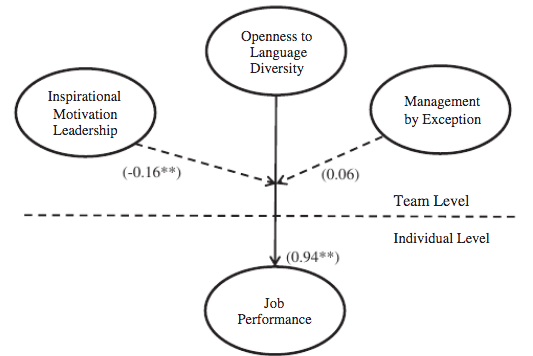 Openness to
Language
Diversity
Inspirational
Motivation
Leadership
Management
by Exception
(-0.16**)
(0.06)
Team Level
Individual Level
(0.94**)
Job
Performance